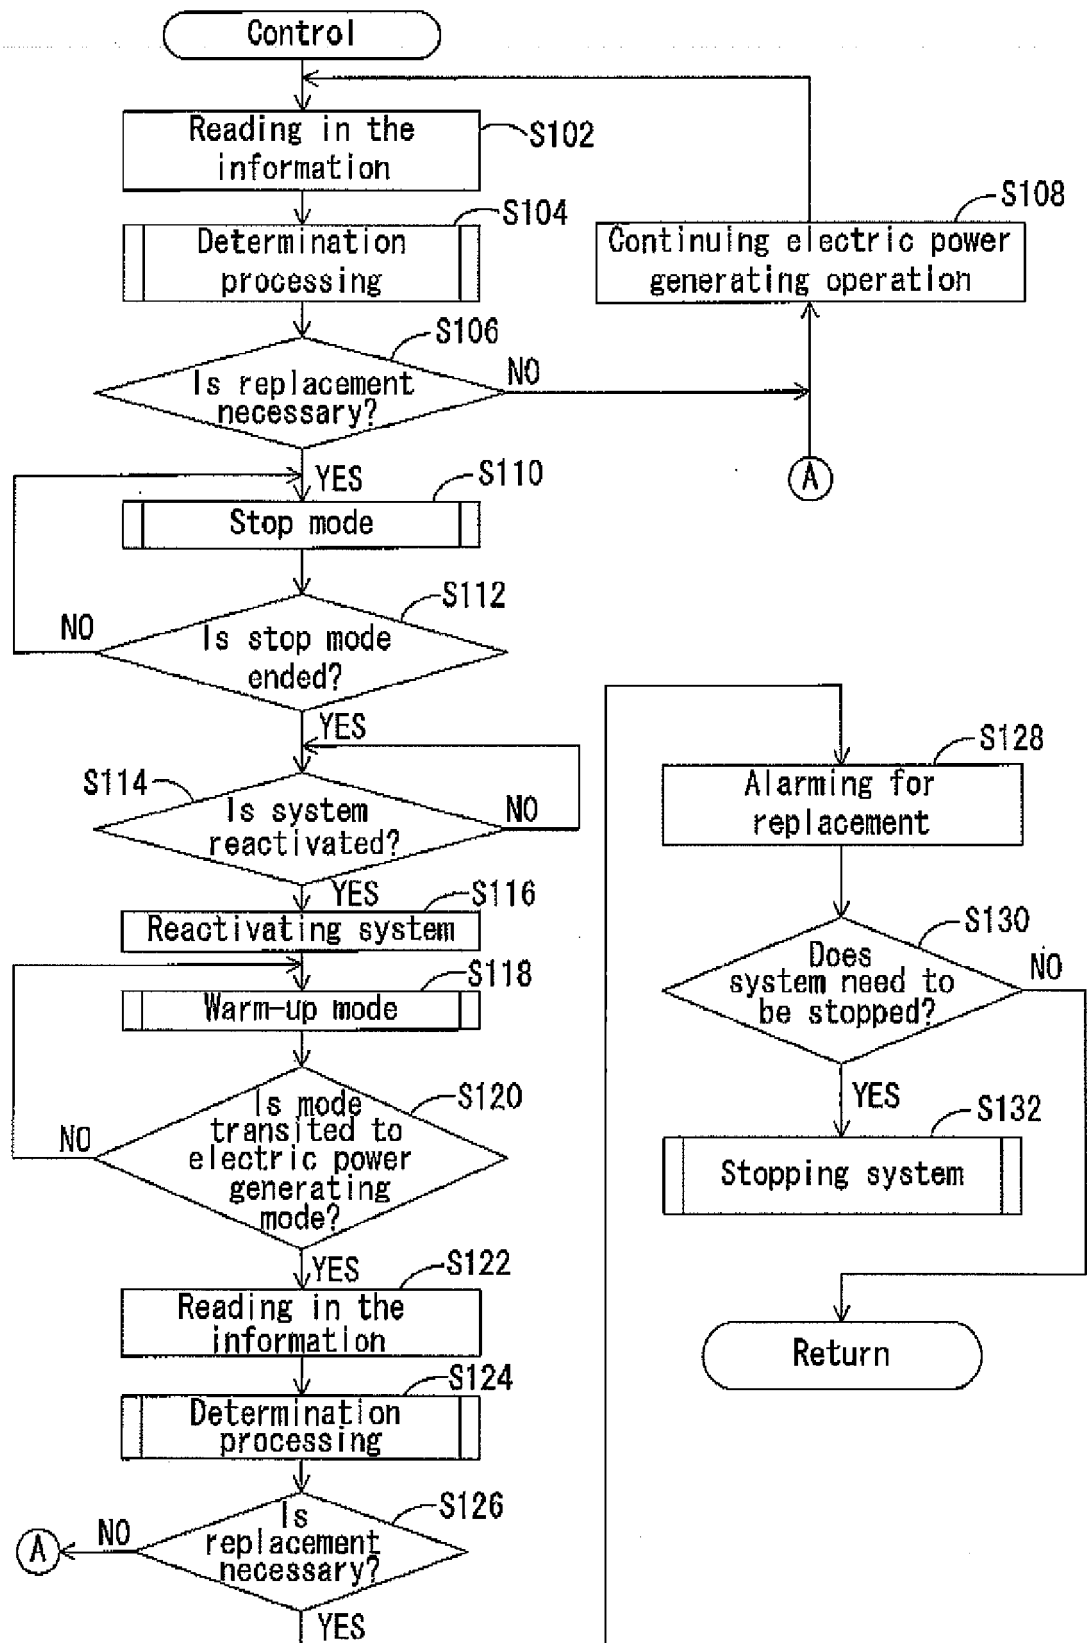 Control
Reading in the
information
S102
Determination
processing
S104
Is replacement
necessary?
S106
NO
YES
Continuing electric power
generating operation
S108
A
Stop mode
S110
Is stop mode
ended?
S112
NO
YES
Is system
reactivated?
S114
NO
YES
Reactivating system
S116
Warm-up mode
S118
Is mode
transited to
electric power
generating
mode?
S120
NO
YES
Reading in the
information
S122
Determination
processing
S124
Is
replacement
necessary?
S126
NO
A
YES
Alarming for
replacement
S128
Does
system need to
be stopped?
S130
NO
YES
Stopping system
S132
Return